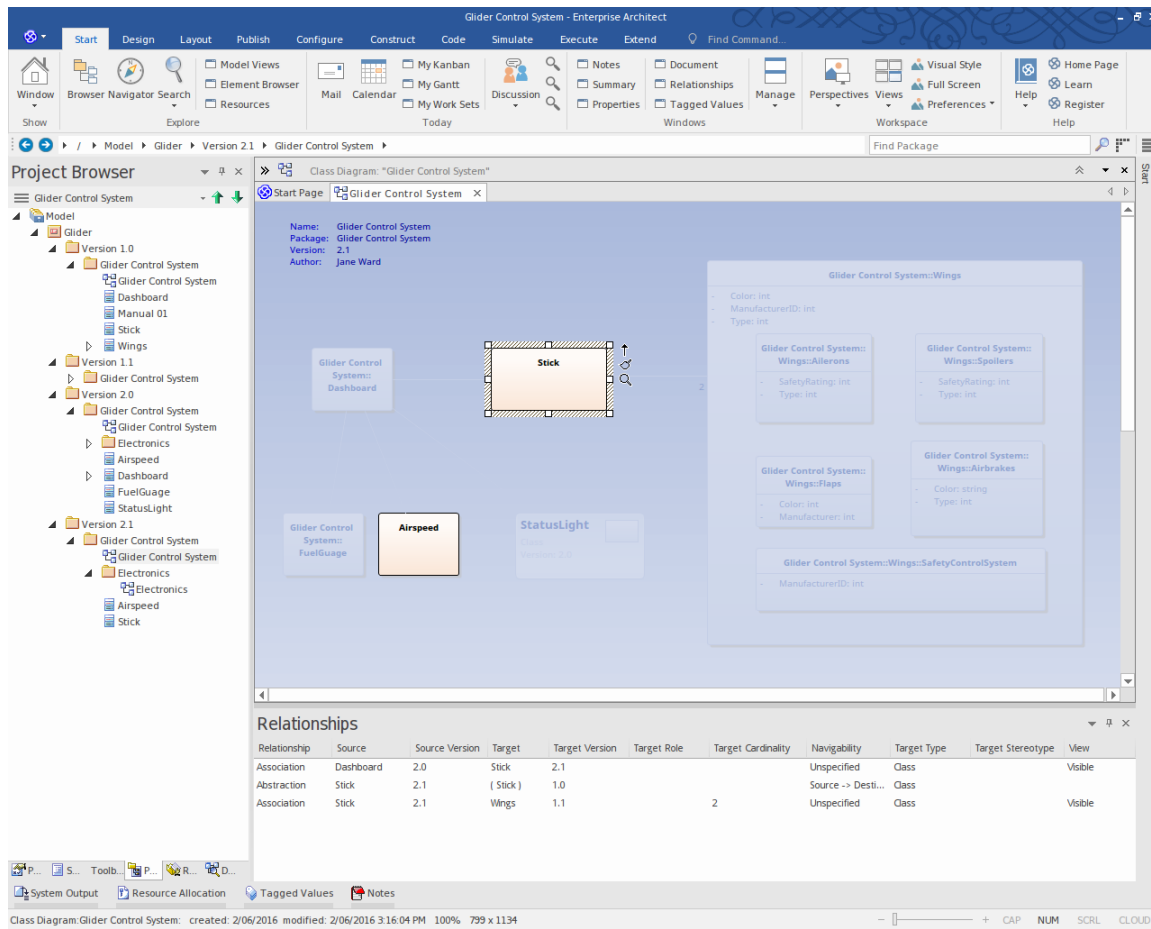 Glider Control System - Enterprise Architect
Start Design Layout Publish Configure Construct Code Simulate Execute Extend Find Command...
Window
Show
Browser Navigator Search
Model Views
Element Browser
Resources
Explore
Mail Calendar
My Kanban
My Gantt
My Work Sets
Today
Discussion
Notes
Summary
Properties
Document
Relationships
Tagged Values
Windows
Manage
Perspectives Views
Visual Style
Full Screen
Preferences
Workspace
Help
Home Page
Learn
Register
Help
/ Model Glider Version 2.1 Glider Control System
Find Package
Project Browser
Glider Control System
Model
Glider
Version 1.0
Glider Control System
Glider Control System
Dashboard
Manual 01
Stick
Wings
Version 1.1
Glider Control System
Version 2.0
Glider Control System
Glider Control System
Electronics
Airspeed
Dashboard
FuelGuage
StatusLight
Version 2.1
Glider Control System
Glider Control System
Electronics
Electronics
Airspeed
Stick
Class Diagram: "Glider Control System"
Start Page Glider Control System
Start
Name: Glider Control System
Package: Glider Control System
Version: 2.1
Author: Jane Ward
Glider Control System::Wings
- Color: int
- ManufacturerID: int
- Type: int
Glider Control System:: Dashboard
Stick
2
Glider Control System::
Wings::Ailerons
- SafetyRating: int
- Type: int
Glider Control System::
Wings::Spoilers
- SafetyRating: int
- Type: int
Glider Control System::
Wings::Flaps
- Color: int
- Manufacturer: int
Glider Control System::
Wings::Airbrakes
- Color: string
- Type: int
Glider Control System:: FuelGuage
Airspeed
StatusLight
Glider Control System::Wings::SafetyControlSystem
- ManufacturerID: int
Relationships
Relationship Source Source Version Target Target Version Target Role Target Cardinality Navigability Target Type Target Stereotype View
Association Dashboard 2.0 Stick 2.1 Unspecified Class Visible
Abstraction Stick 2.1 ( Stick ) 1.0 Source -> Desti... Class
Association Stick 2.1 Wings 1.1 2 Unspecified Class Visible
P... S... Toolb... P... R... D...
System Output Resource Allocation Tagged Values Notes
Class Diagram:Glider Control System: created: 2/06/2016 modified: 2/06/2016 3:16:04 PM 100% 799 x 1134
CAP NUM SCRL CLOUD